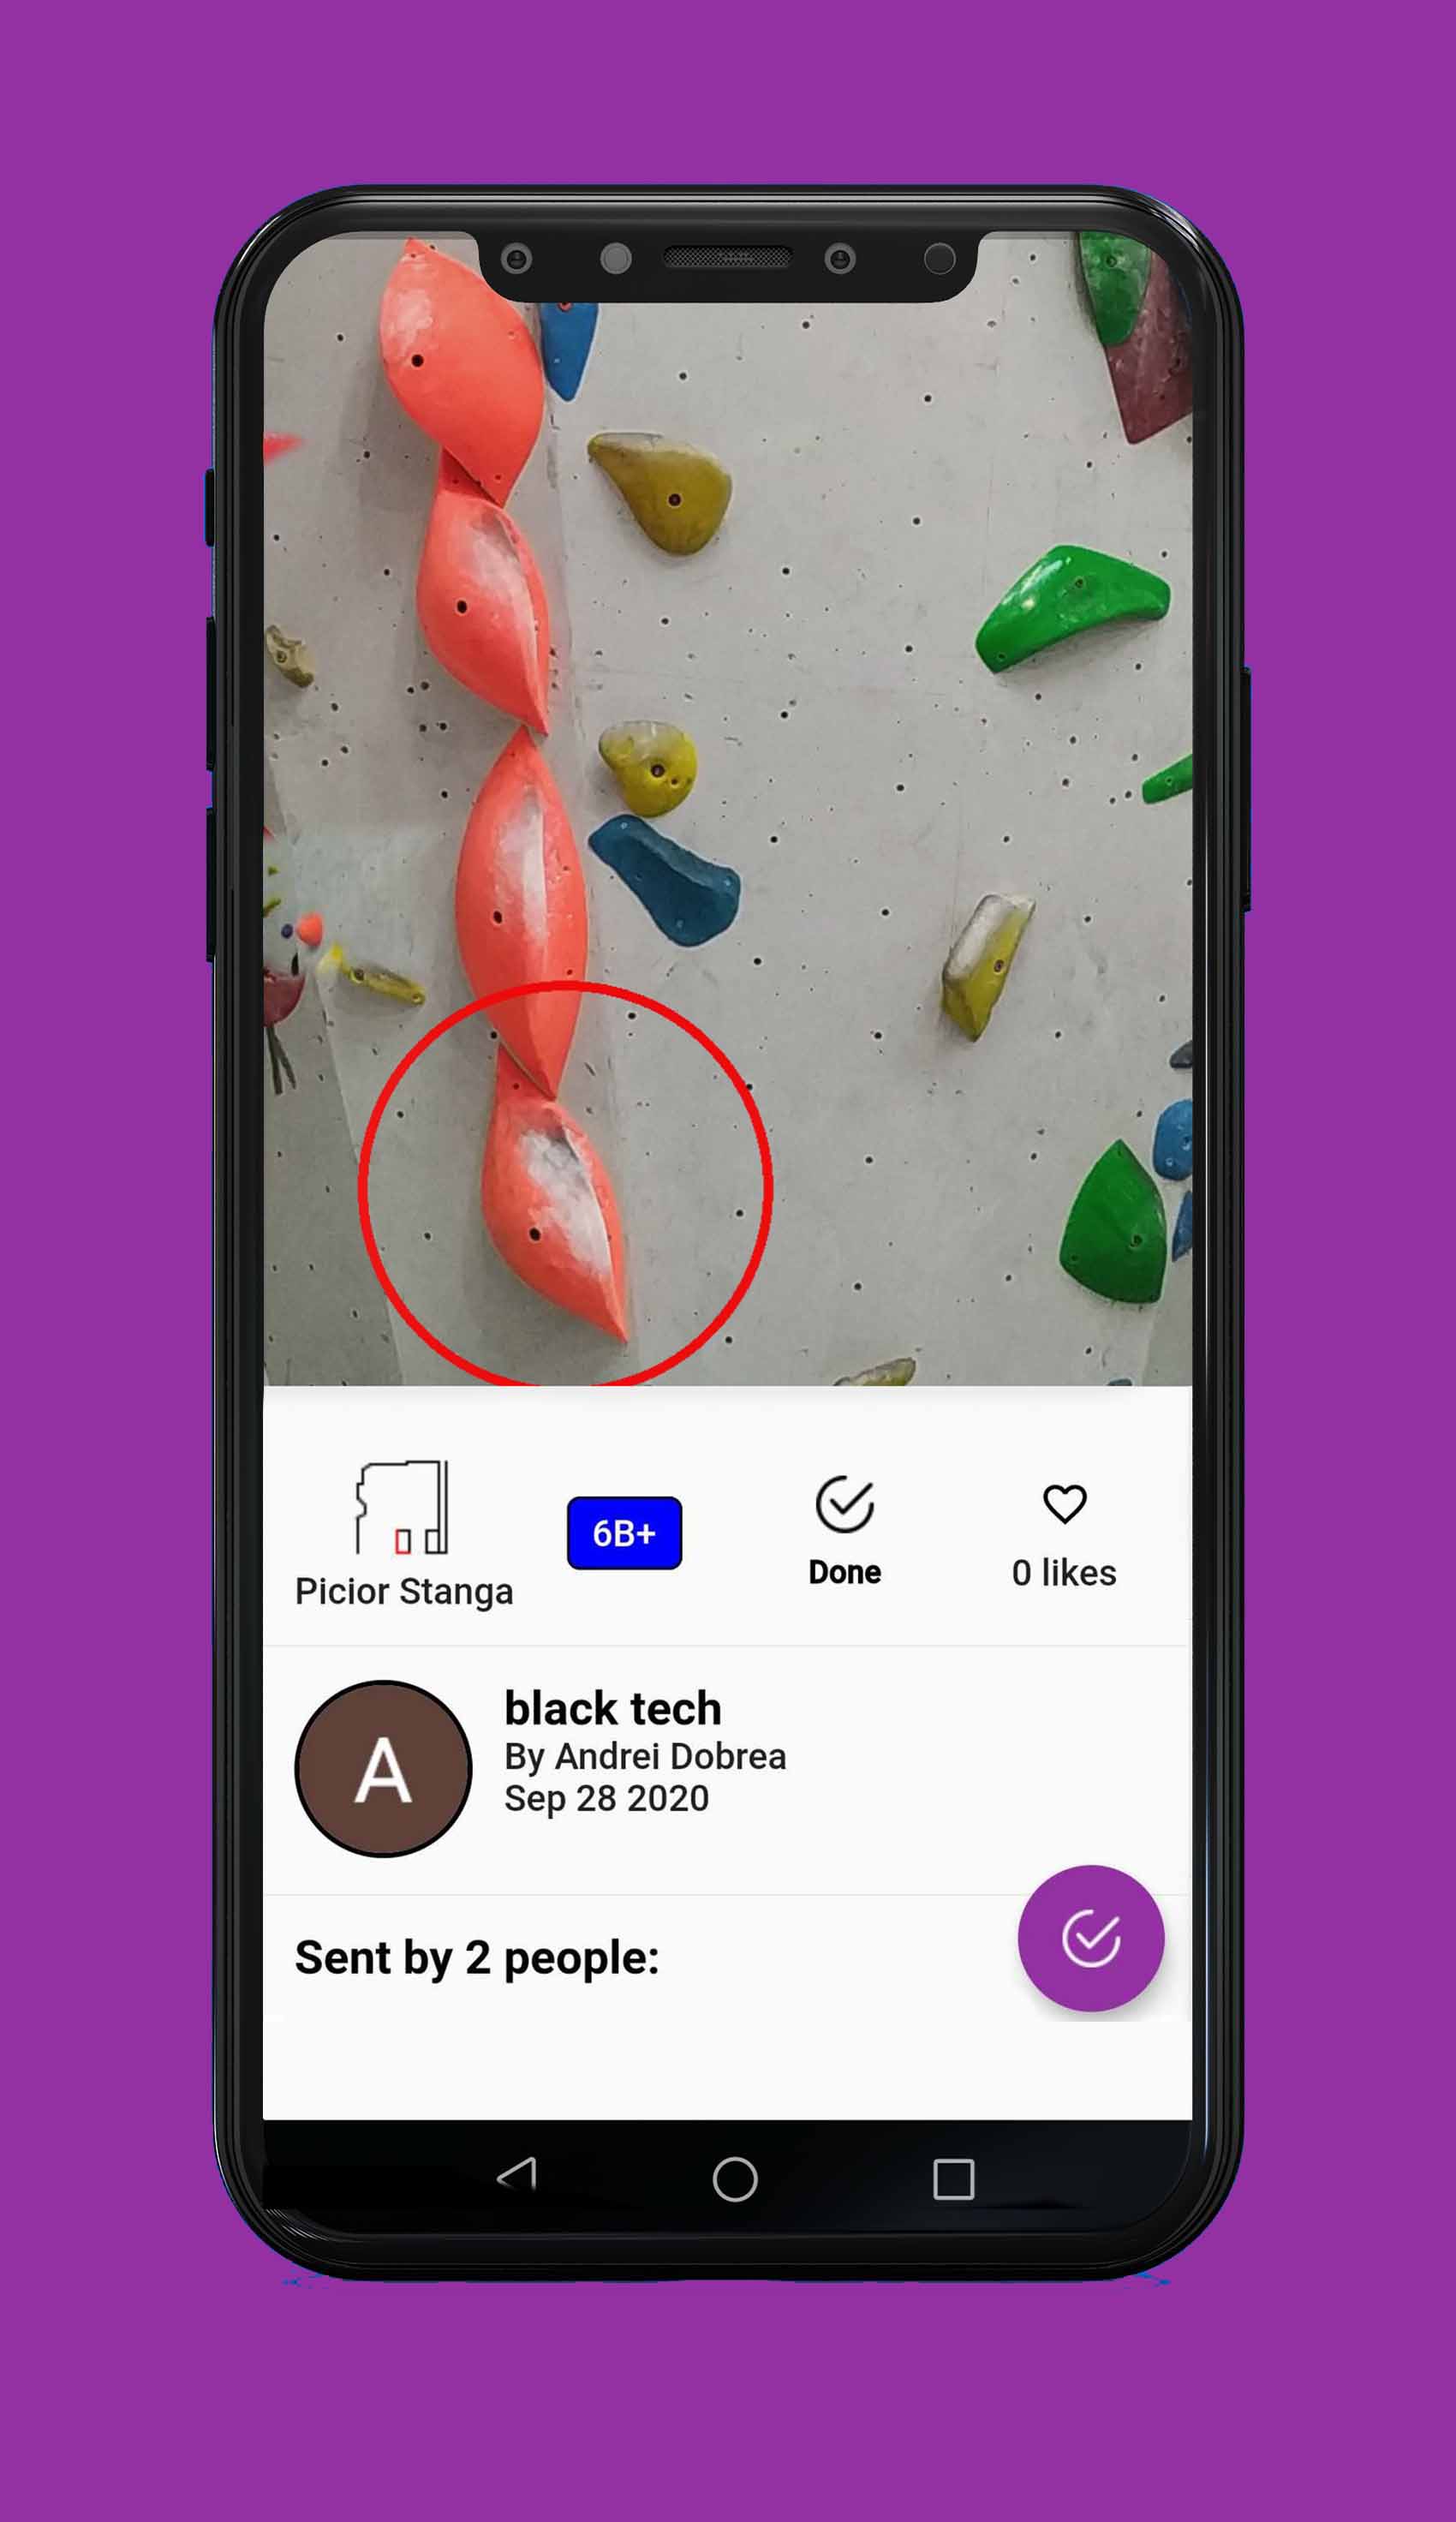 Picior Stanga
6B+
Done
0 likes
A
black tech
By Andrei Dobrea
Sep 28 2020
Sent by 2 people: